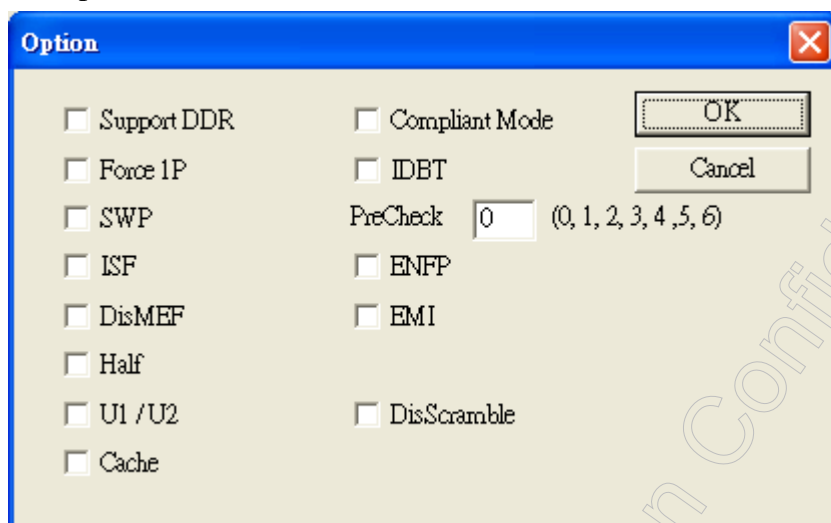 Option
Support DDR
Compliant Mode
OK
Force 1P
IDBT
Cancel
SWP
PreCheck 0 (0, 1, 2, 3, 4 ,5, 6)
ISF
ENFP
DisMEF
EMI
Half
U1 / U2
DisScramble
Cache